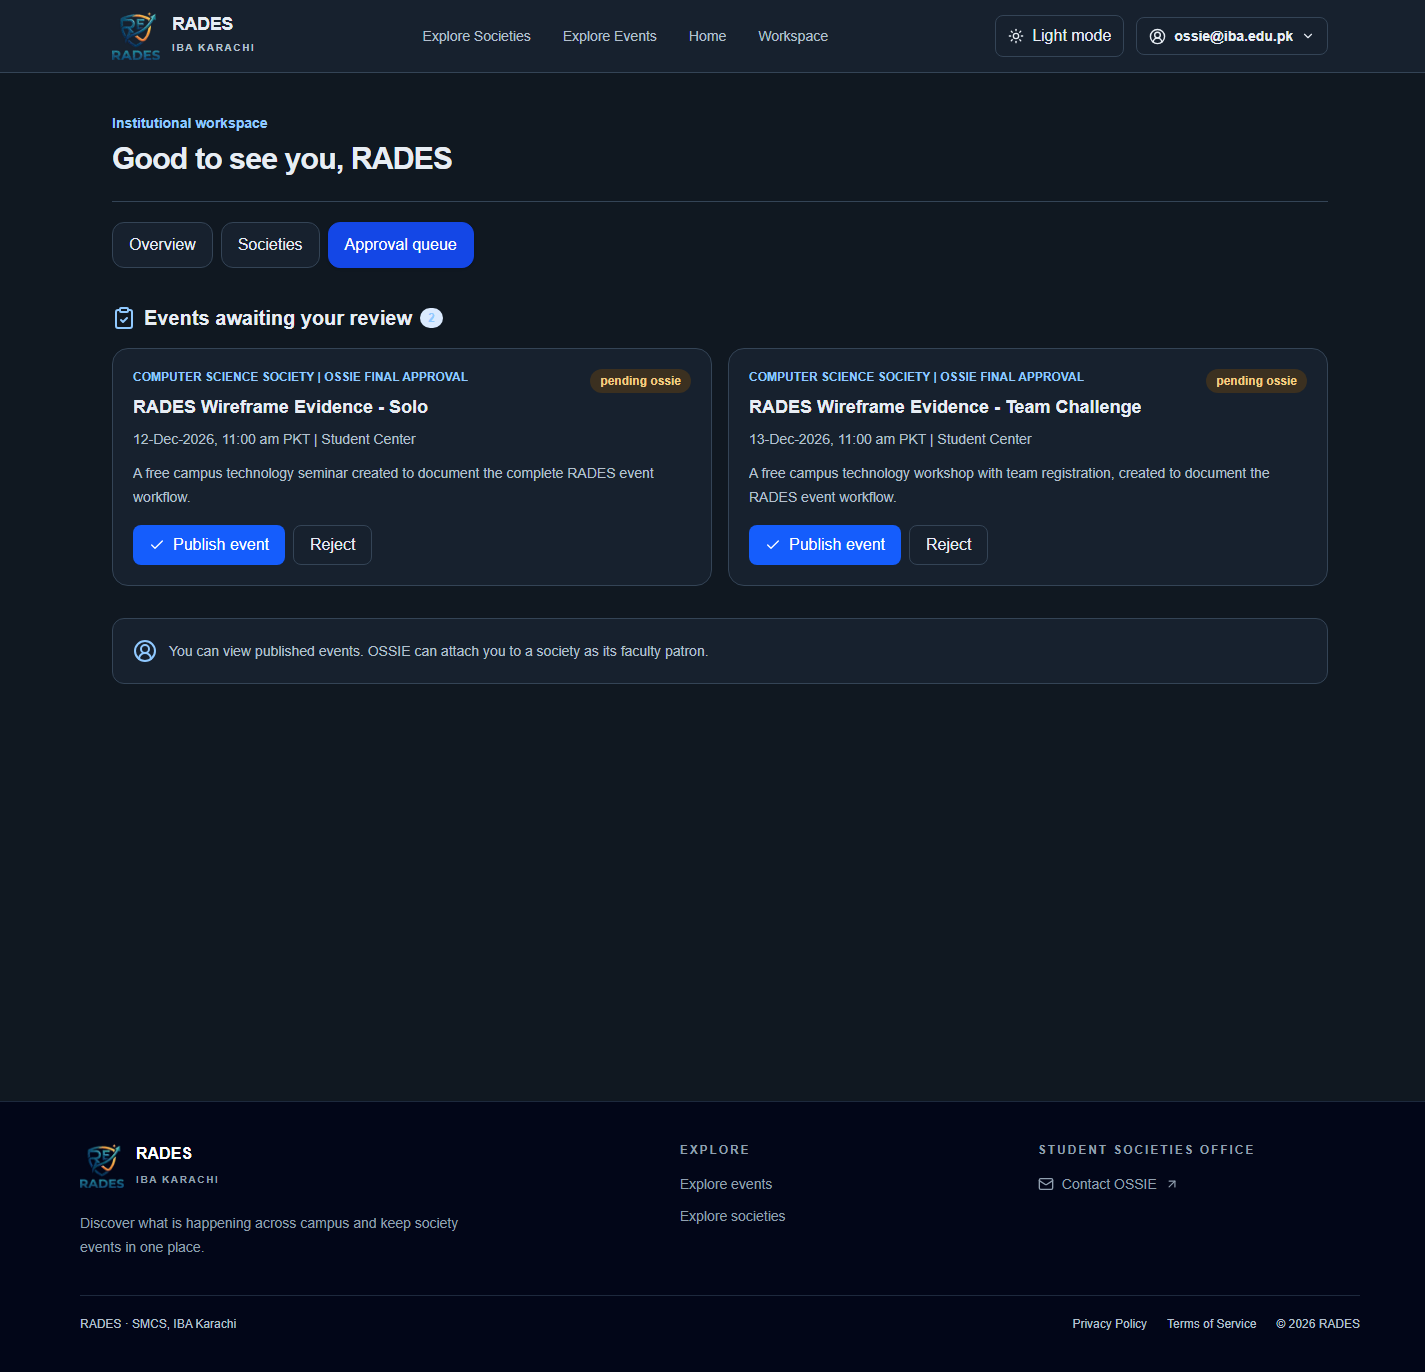 RADES
RADES
IBA KARACHI
Explore Societies
Explore Events
Home
Workspace
Light mode
ossie@iba.edu.pk
Institutional workspace
Good to see you, RADES
Overview
Societies
Approval queue
Events awaiting your review 2
COMPUTER SCIENCE SOCIETY | OSSIE FINAL APPROVAL
pending ossie
RADES Wireframe Evidence - Solo
12-Dec-2026, 11:00 am PKT | Student Center
A free campus technology seminar created to document the complete RADES event
workflow.
Publish event
Reject
COMPUTER SCIENCE SOCIETY | OSSIE FINAL APPROVAL
pending ossie
RADES Wireframe Evidence - Team Challenge
13-Dec-2026, 11:00 am PKT | Student Center
A free campus technology workshop with team registration, created to document the
RADES event workflow.
Publish event
Reject
You can view published events. OSSIE can attach you to a society as its faculty patron.
RADES
RADES
IBA KARACHI
Discover what is happening across campus and keep society
events in one place.
EXPLORE
Explore events
Explore societies
STUDENT SOCIETIES OFFICE
Contact OSSIE
RADES · SMCS, IBA Karachi
Privacy Policy
Terms of Service
© 2026 RADES